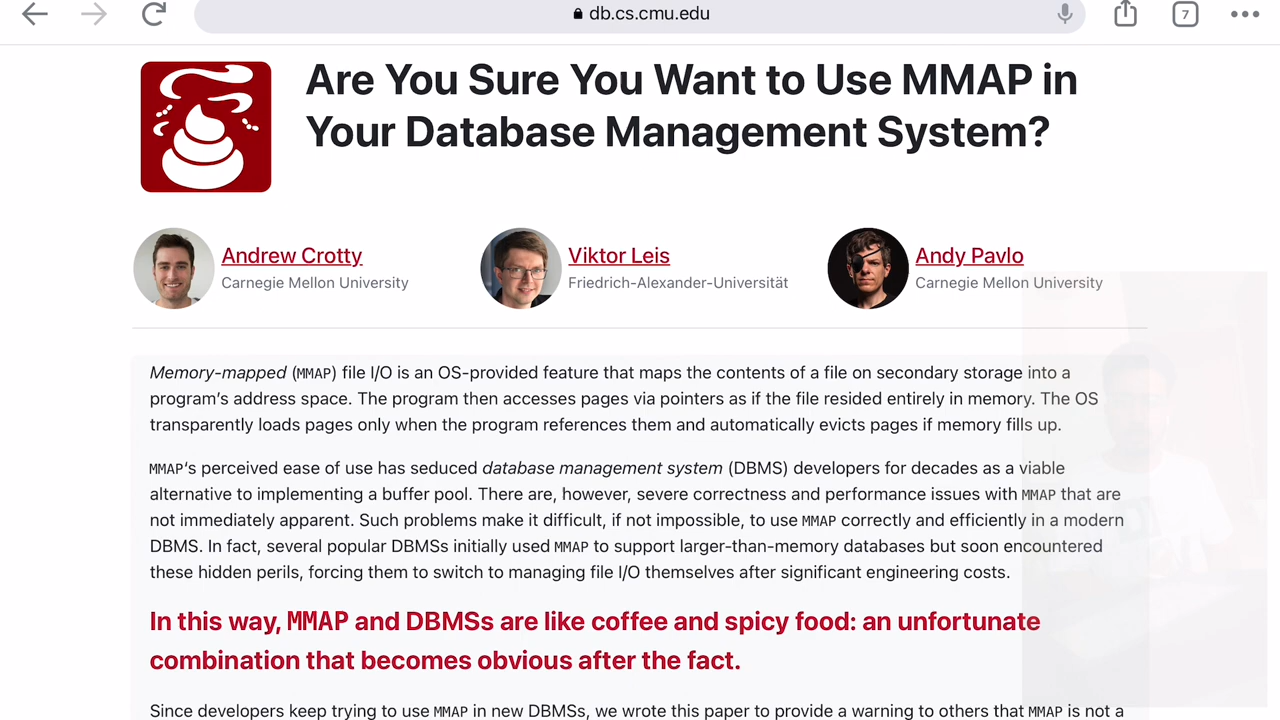 db.cs.cmu.edu
7
Are You Sure You Want to Use MMAP in
Your Database Management System?
Andrew Crotty
Carnegie Mellon University
Viktor Leis
Friedrich-Alexander-Universität
Andy Pavlo
Carnegie Mellon University
Memory-mapped (MMAP) file I/O is an OS-provided feature that maps the contents of a file on secondary storage into a
program’s address space. The program then accesses pages via pointers as if the file resided entirely in memory. The OS
transparently loads pages only when the program references them and automatically evicts pages if memory fills up.
MMAP‘s perceived ease of use has seduced database management system (DBMS) developers for decades as a viable
alternative to implementing a buffer pool. There are, however, severe correctness and performance issues with MMAP that are
not immediately apparent. Such problems make it difficult, if not impossible, to use MMAP correctly and efficiently in a modern
DBMS. In fact, several popular DBMSs initially used MMAP to support larger-than-memory databases but soon encountered
these hidden perils, forcing them to switch to managing file I/O themselves after significant engineering costs.
In this way, MMAP and DBMSs are like coffee and spicy food: an unfortunate
combination that becomes obvious after the fact.
Since developers keep trying to use MMAP in new DBMSs, we wrote this paper to provide a warning to others that MMAP is not a